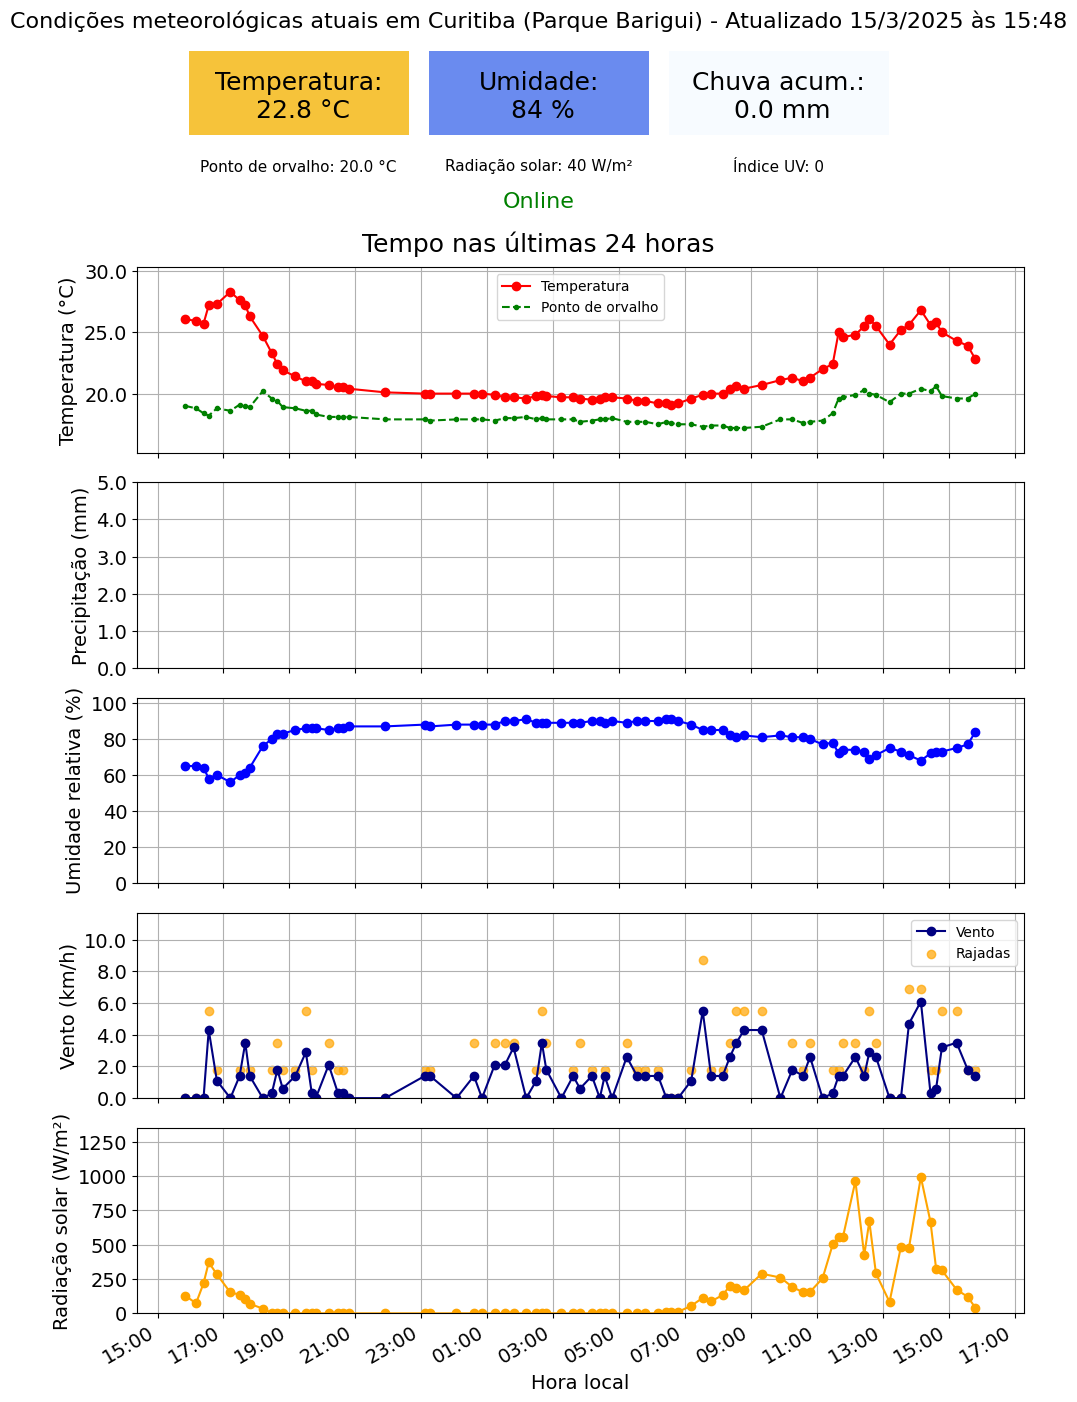 Condições meteorológicas atuais em Curitiba (Parque Barigui) - Atualizado 15/3/2025 às 15:48
Temperatura:
22.8 °C
Umidade:
84 %
Chuva acum.:
0.0 mm
Ponto de orvalho: 20.0 °C
Radiação solar: 40 W/m²
Índice UV: 0
Online
Tempo nas últimas 24 horas
Temperatura (°C)
30.0
25.0
20.0
Temperatura
Ponto de orvalho
Precipitação (mm)
5.0
4.0
3.0
2.0
1.0
0.0
Umidade relativa (%)
100
80
60
40
20
0
Vento (km/h)
10.0
8.0
6.0
4.0
2.0
0.0
Vento
Rajadas
Radiação solar (W/m²)
1250
1000
750
500
250
0
15:00
17:00
19:00
21:00
23:00
01:00
03:00
05:00
07:00
09:00
11:00
13:00
15:00
17:00
Hora local